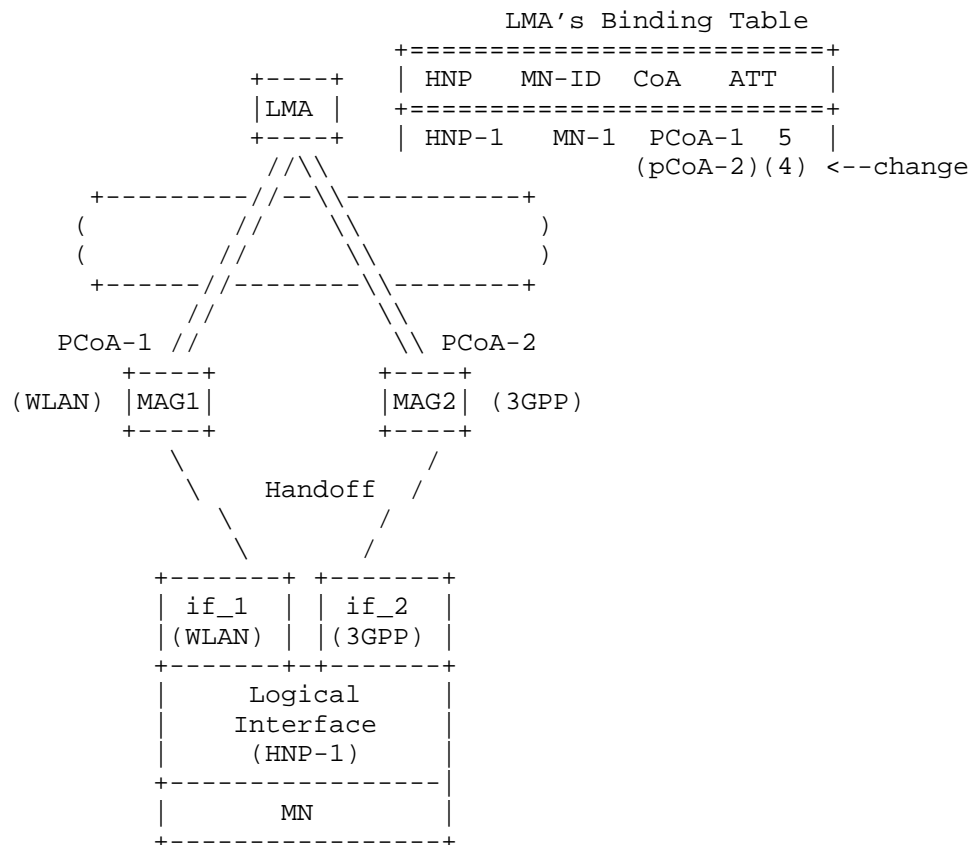 LMA's Binding Table
+==========================+
+----+ | HNP MN-ID CoA ATT |
|LMA | +==========================+
+----+ | HNP-1 MN-1 PCoA-1 5 |
//\\ (pCoA-2)(4) <--change
+---------//--\\-----------+
( // \\ )
( // \\ )
+------//--------\\--------+
// \\
PCoA-1 // \\ PCoA-2
+----+ +----+
(WLAN) |MAG1| |MAG2| (3GPP)
+----+ +----+
\ /
\ Handoff /
\ /
\ /
+-------+ +-------+
| if_1 | | if_2 |
|(WLAN) | |(3GPP) |
+-------+-+-------+
| Logical |
| Interface |
| (HNP-1) |
+-----------------|
| MN |
+-----------------+